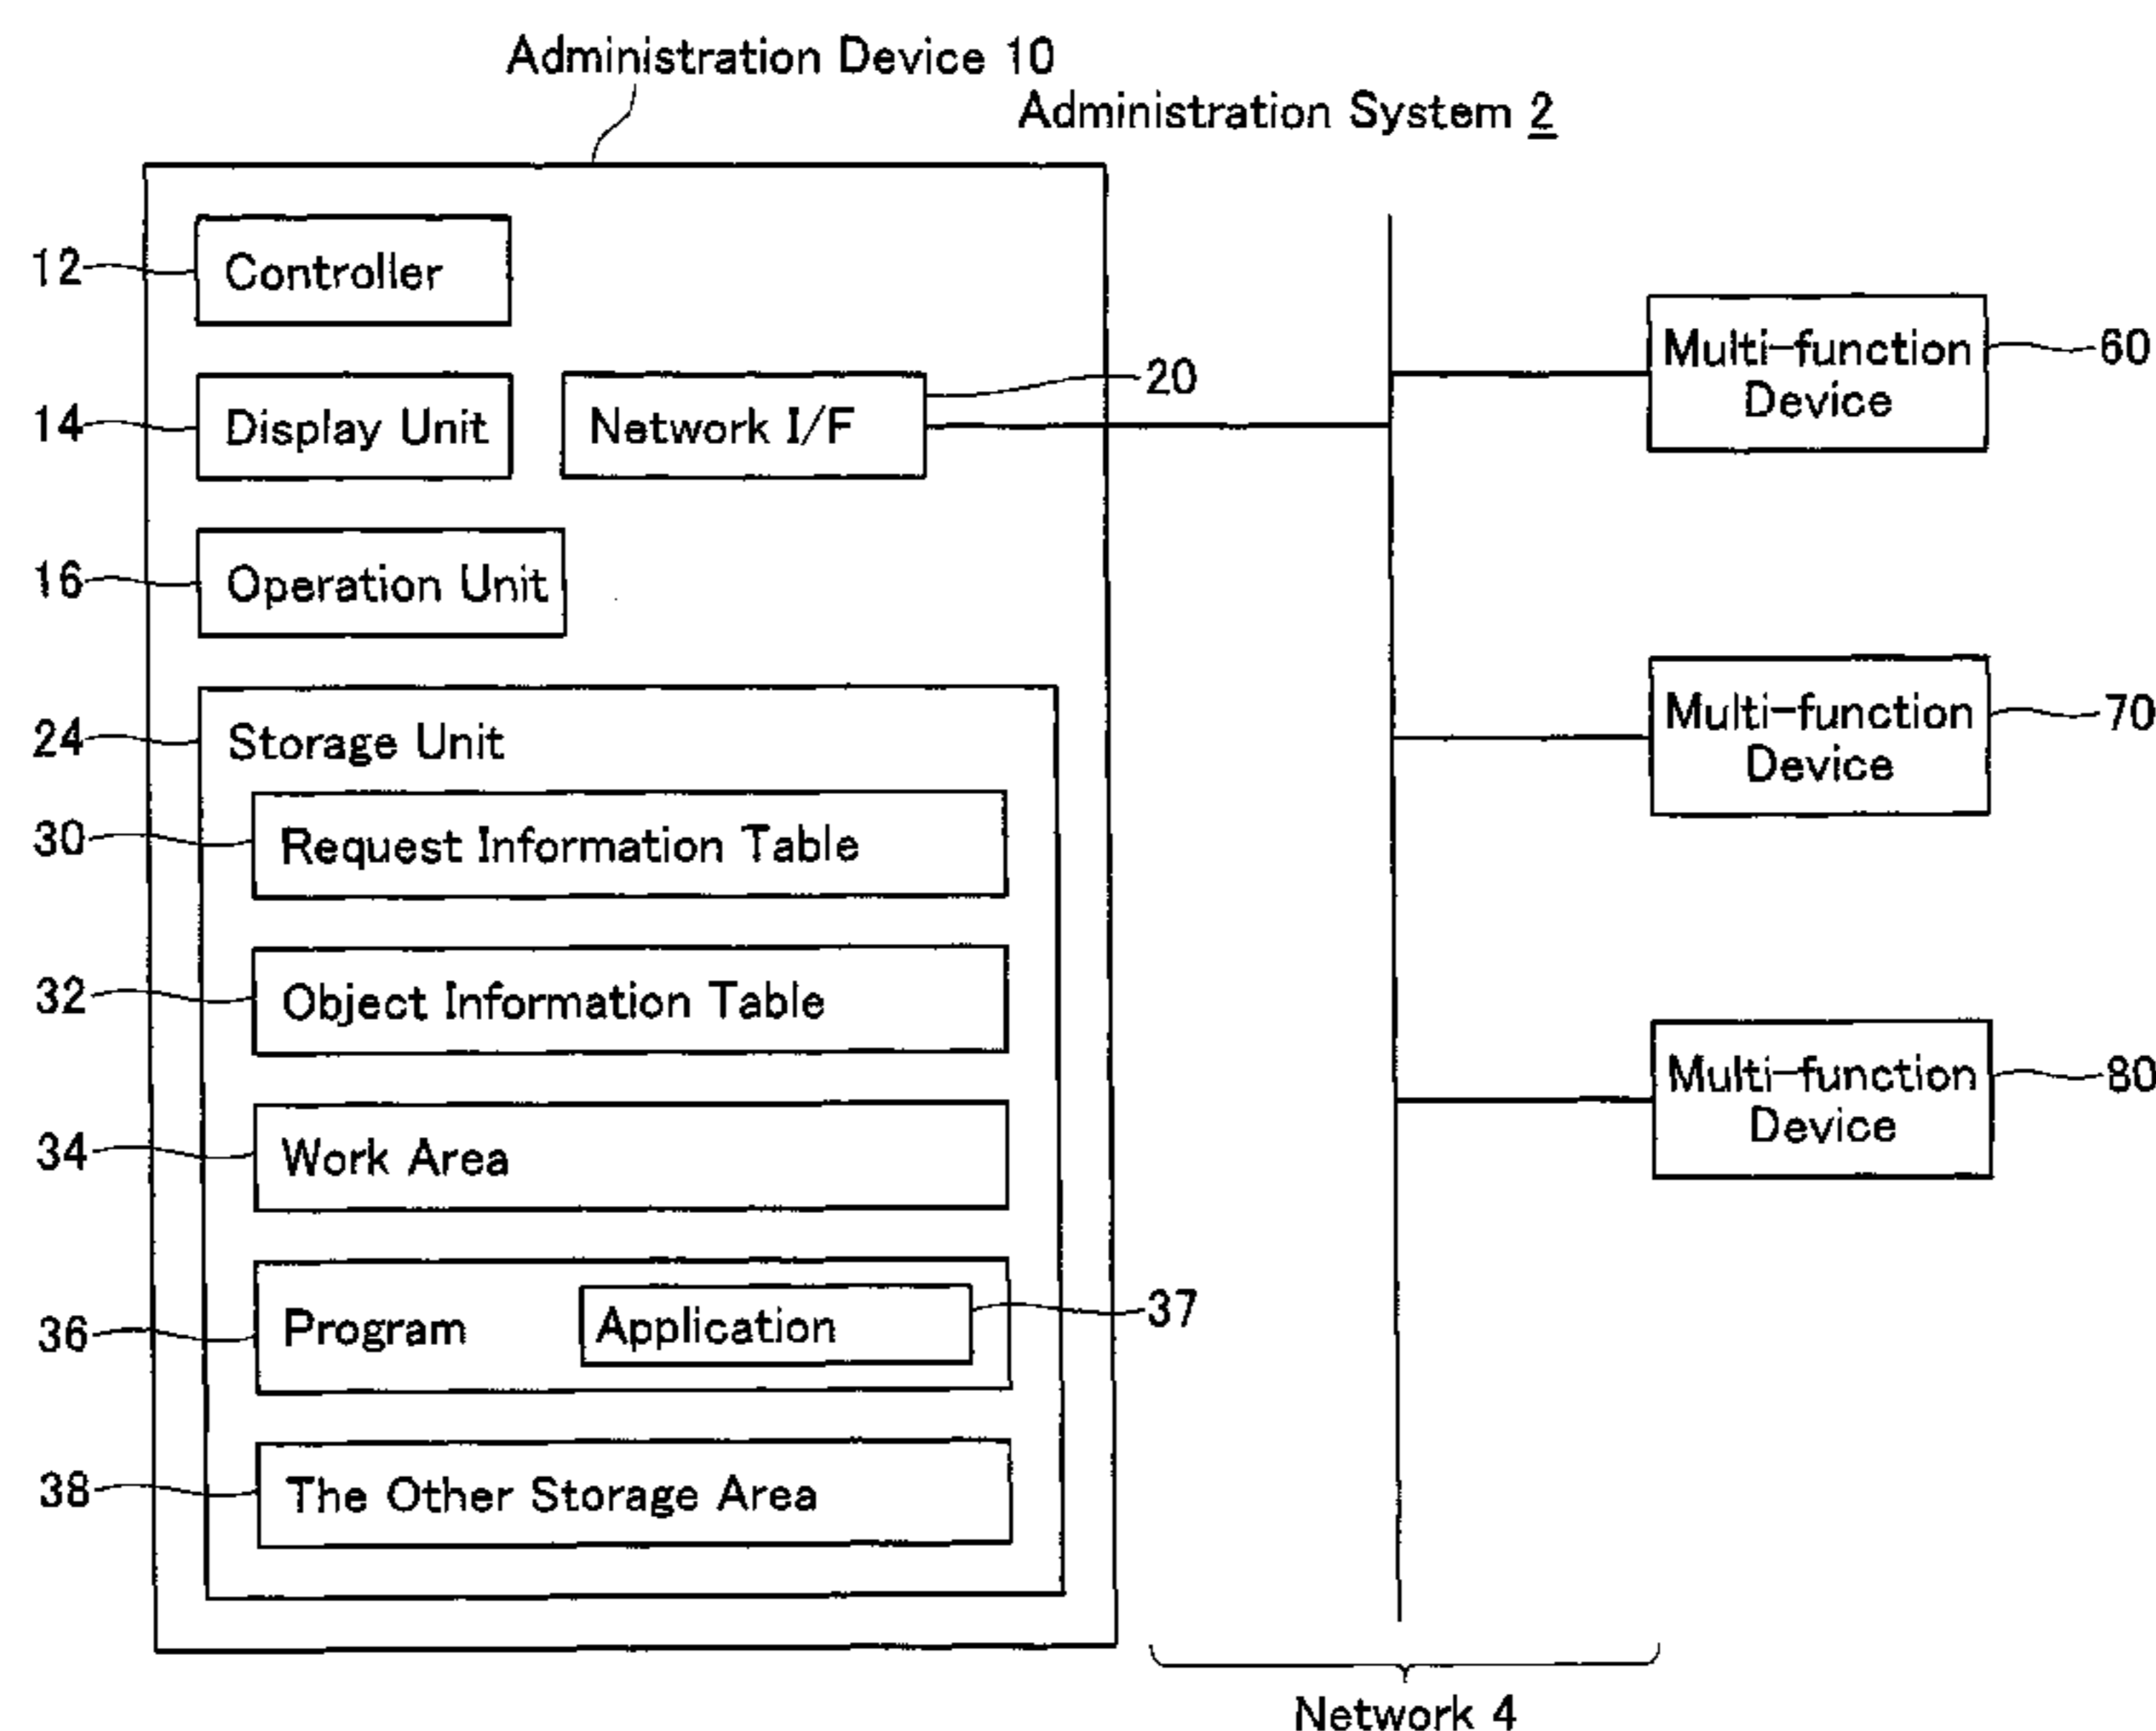 Administration Device 10
Administration System 2
12 Controller
14 Display Unit
Network I/F 20
16 Operation Unit
24 Storage Unit
30 Request Information Table
32 Object Information Table
34 Work Area
36 Program
Application 37
38 The Other Storage Area
Multi-function
Device
60
Multi-function
Device
70
Multi-function
Device
80
Network 4